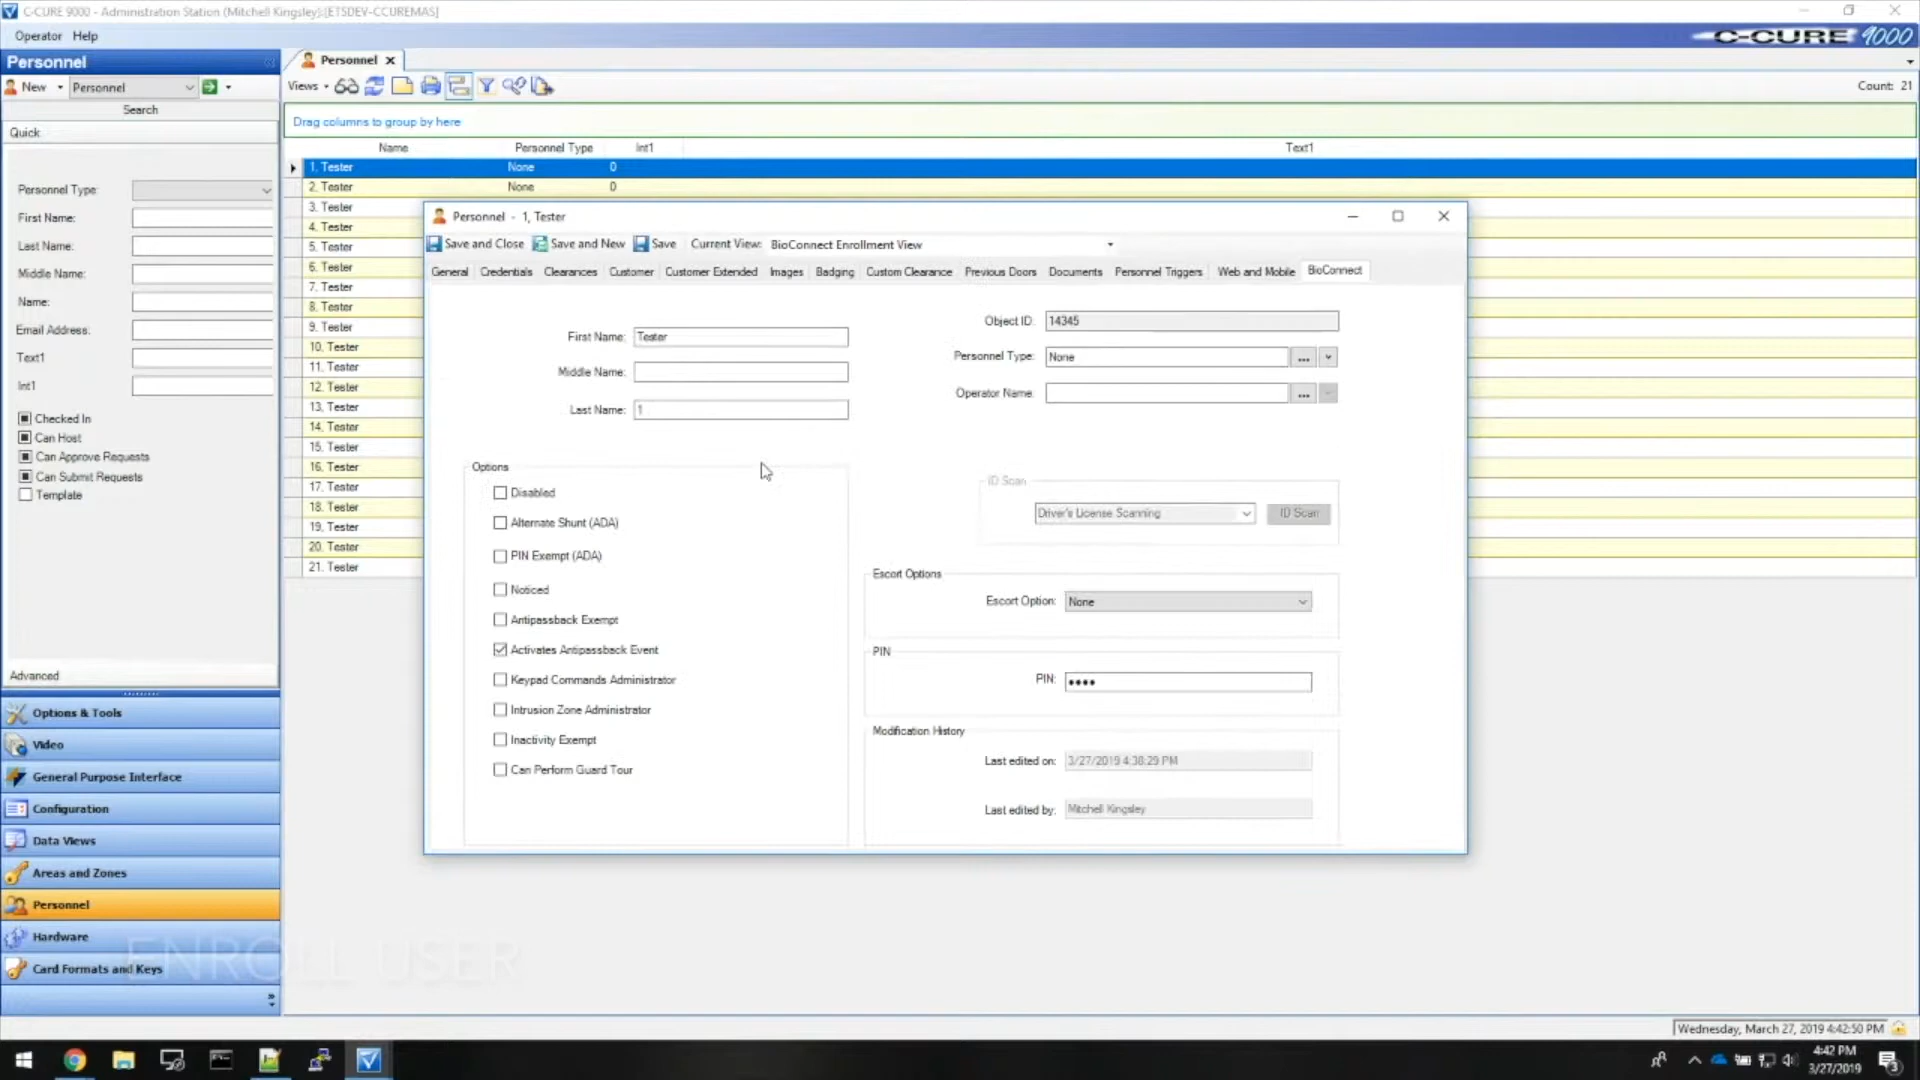 C-CURE 9000 - Administration Station (Mitchell Kingsley):[ETSDEV-CCUREMAS]
Operator Help
C-CURE 9000
Personnel
Personnel
New Personnel
Views
Count: 21
Search
Quick
Drag columns to group by here
Name Personnel Type Int1 Text1
1, Tester None 0
2, Tester None 0
3, Tester
4, Tester
5, Tester
6, Tester
7, Tester
8, Tester
9, Tester
10, Tester
11, Tester
12, Tester
13, Tester
14, Tester
15, Tester
16, Tester
17, Tester
18, Tester
19, Tester
20, Tester
21, Tester
Personnel Type:
First Name:
Last Name:
Middle Name:
Name:
Email Address:
Text1
Int1
Checked In
Can Host
Can Approve Requests
Can Submit Requests
Template
Advanced
Options & Tools
Video
General Purpose Interface
Configuration
Data Views
Areas and Zones
Personnel
Hardware
Card Formats and Keys
ENROLL USER
Personnel - 1, Tester
Save and Close Save and New Save Current View: BioConnect Enrollment View
General Credentials Clearances Customer Customer Extended Images Badging Custom Clearance Previous Doors Documents Personnel Triggers Web and Mobile BioConnect
First Name: Tester
Middle Name:
Last Name: 1
Object ID: 14345
Personnel Type: None ...
Operator Name: ...
Options
Disabled
Alternate Shunt (ADA)
PIN Exempt (ADA)
Noticed
Antipassback Exempt
Activates Antipassback Event
Keypad Commands Administrator
Intrusion Zone Administrator
Inactivity Exempt
Can Perform Guard Tour
ID Scan
Driver's License Scanning ID Scan
Escort Options
Escort Option: None
PIN
PIN: ••••
Modification History
Last edited on: 3/27/2019 4:38:29 PM
Last edited by: Mitchell Kingsley
Wednesday, March 27, 2019 4:42:50 PM
4:42 PM
3/27/2019
3